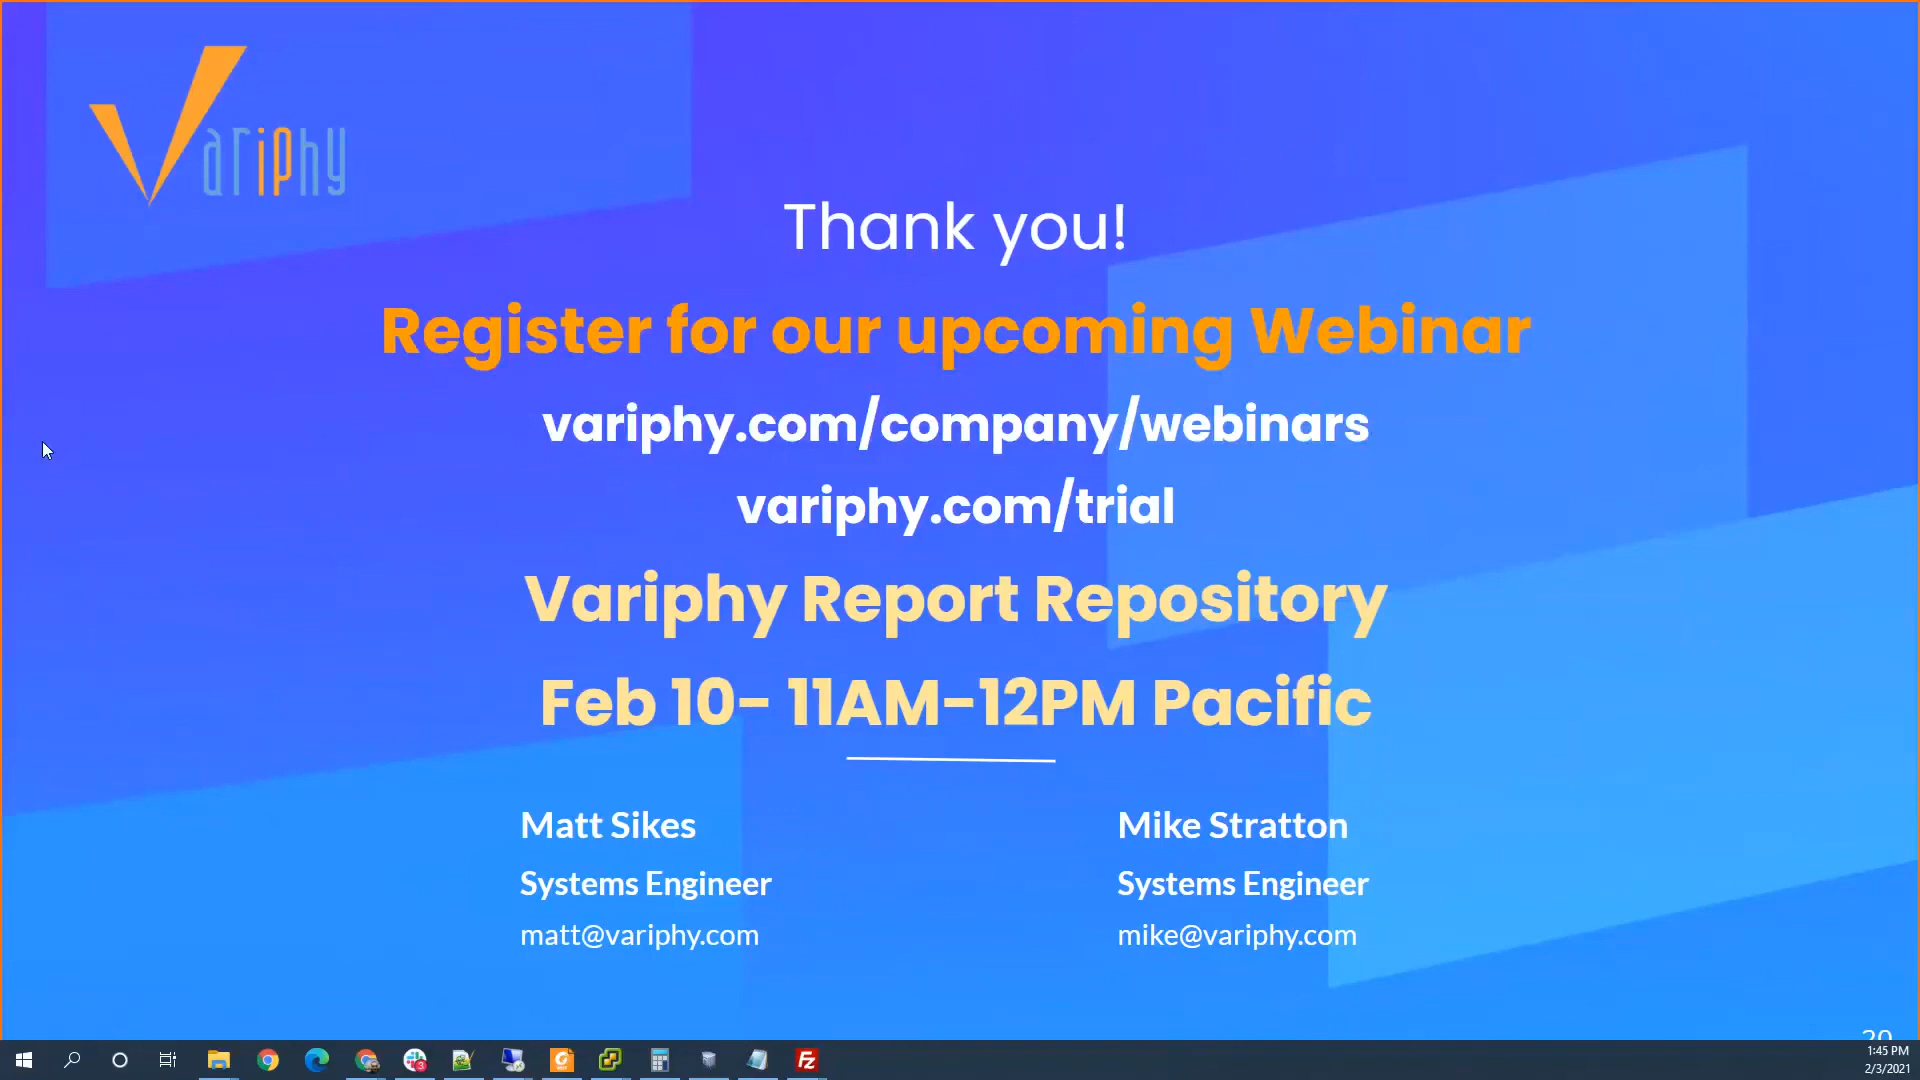 Variphy
Thank you!
Register for our upcoming Webinar
variphy.com/company/webinars
variphy.com/trial
Variphy Report Repository
Feb 10- 11AM-12PM Pacific
Matt Sikes
Systems Engineer
matt@variphy.com
Mike Stratton
Systems Engineer
mike@variphy.com
20
1:45 PM
2/3/2021